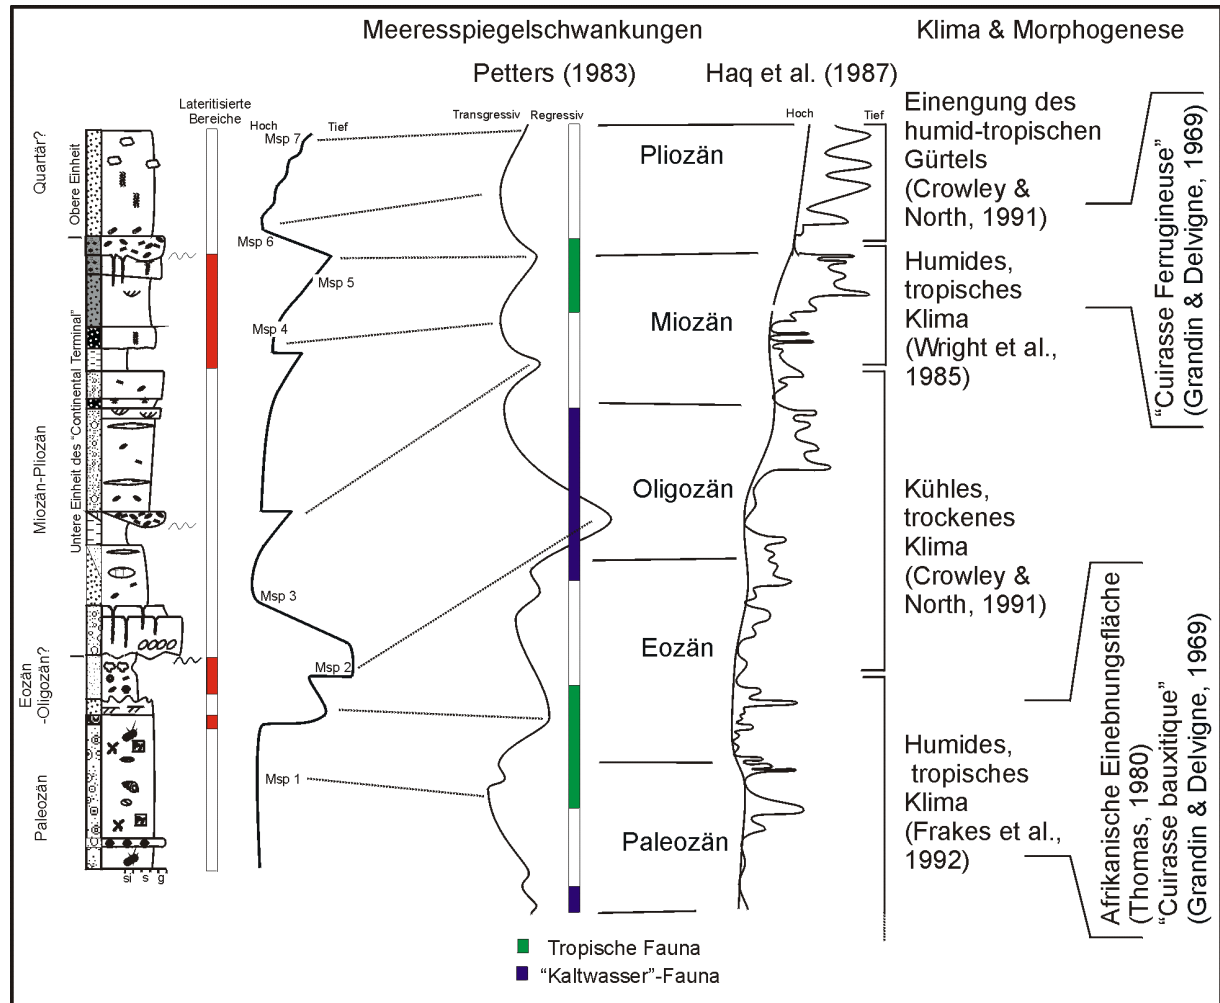 Meeresspiegelschwankungen
Klima & Morphogenese
Petters (1983)
Haq et al. (1987)
Lateritisierte
Bereiche
Hoch
Tief
Transgressiv
Regressiv
Hoch
Tief
Msp 7
Msp 6
Msp 5
Msp 4
Msp 3
Msp 2
Msp 1
Quartär?
Miozän-Pliozän
Eozän
-Oligozän?
Paleozän
Obere Einheit
Untere Einheit des "Continental Terminal"
si s g
Pliozän
Miozän
Oligozän
Eozän
Paleozän
Einengung des
humid-tropischen
Gürtels
(Crowley &
North, 1991)
Humides,
tropisches
Klima
(Wright et al.,
1985)
Kühles,
trockenes
Klima
(Crowley &
North, 1991)
Humides,
tropisches
Klima
(Frakes et al.,
1992)
"Cuirasse Ferrugineuse"
(Grandin & Delvigne, 1969)
Afrikanische Einebnungsfläche
(Thomas, 1980)
"Cuirasse bauxitique"
(Grandin & Delvigne, 1969)
Tropische Fauna
"Kaltwasser"-Fauna